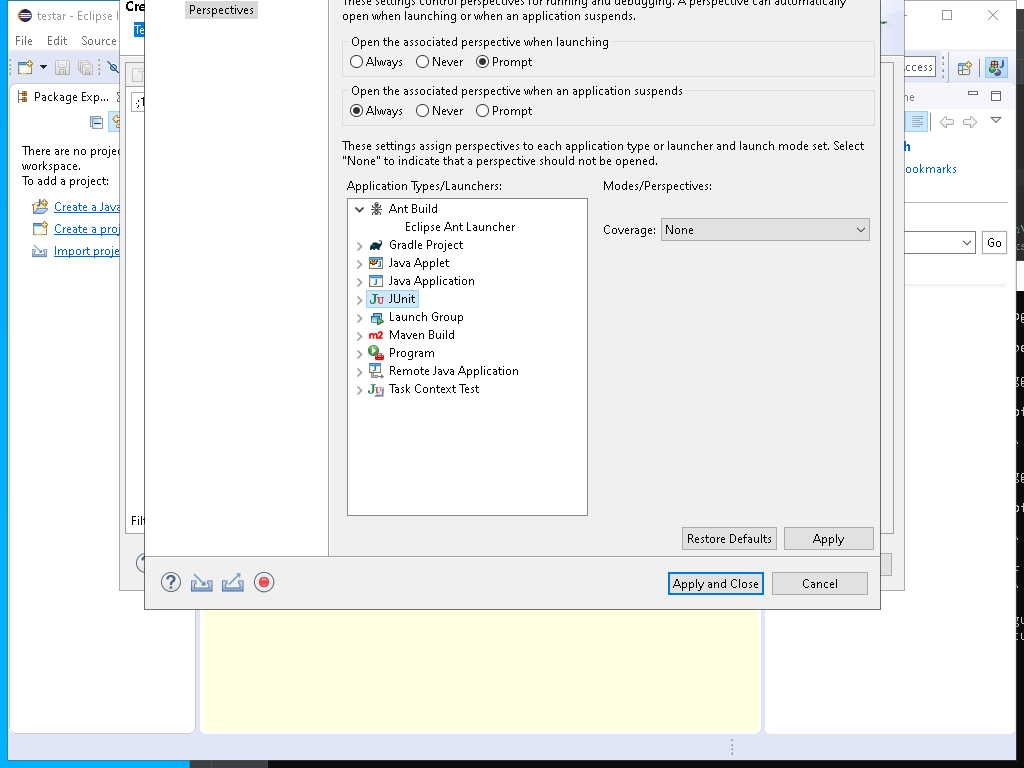 testar - Eclipse
File Edit Source
Cre
Te
Package Exp...
There are no proje
workspace.
To add a project:
Create a Java
Create a proj
Import proje
Perspectives
These settings control perspectives for running and debugging. A perspective can automatically
open when launching or when an application suspends.
Open the associated perspective when launching
Always Never Prompt
Open the associated perspective when an application suspends
Always Never Prompt
These settings assign perspectives to each application type or launcher and launch mode set. Select
"None" to indicate that a perspective should not be opened.
Application Types/Launchers:
Ant Build
Eclipse Ant Launcher
Gradle Project
Java Applet
Java Application
JUnit
Launch Group
Maven Build
Program
Remote Java Application
Task Context Test
Modes/Perspectives:
Coverage: None
Restore Defaults Apply
Apply and Close Cancel
Filt
ccess
ne
h
ookmarks
Go